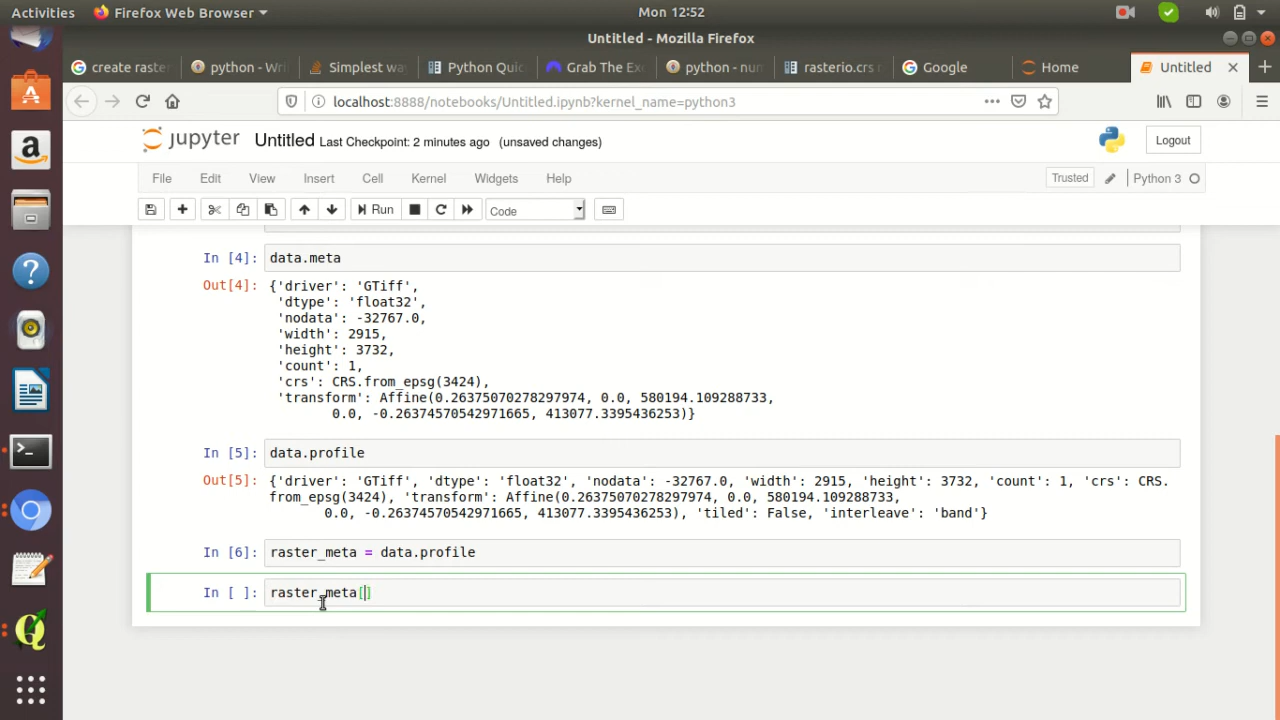 Activities Firefox Web Browser Mon 12:52
Untitled - Mozilla Firefox
create raste python - Wri Simplest wa Python Quic Grab The Exc python - num rasterio.crs m Google Home Untitled
localhost:8888/notebooks/Untitled.ipynb?kernel_name=python3
jupyter Untitled Last Checkpoint: 2 minutes ago (unsaved changes) Logout
File Edit View Insert Cell Kernel Widgets Help Trusted Python 3
Run Code
In [4]: data.meta
Out[4]: {'driver': 'GTiff',
'dtype': 'float32',
'nodata': -32767.0,
'width': 2915,
'height': 3732,
'count': 1,
'crs': CRS.from_epsg(3424),
'transform': Affine(0.26375070278297974, 0.0, 580194.109288733,
0.0, -0.26374570542971665, 413077.3395436253)}
In [5]: data.profile
Out[5]: {'driver': 'GTiff', 'dtype': 'float32', 'nodata': -32767.0, 'width': 2915, 'height': 3732, 'count': 1, 'crs': CRS.
from_epsg(3424), 'transform': Affine(0.26375070278297974, 0.0, 580194.109288733,
0.0, -0.26374570542971665, 413077.3395436253), 'tiled': False, 'interleave': 'band'}
In [6]: raster_meta = data.profile
In [ ]: raster_meta[]